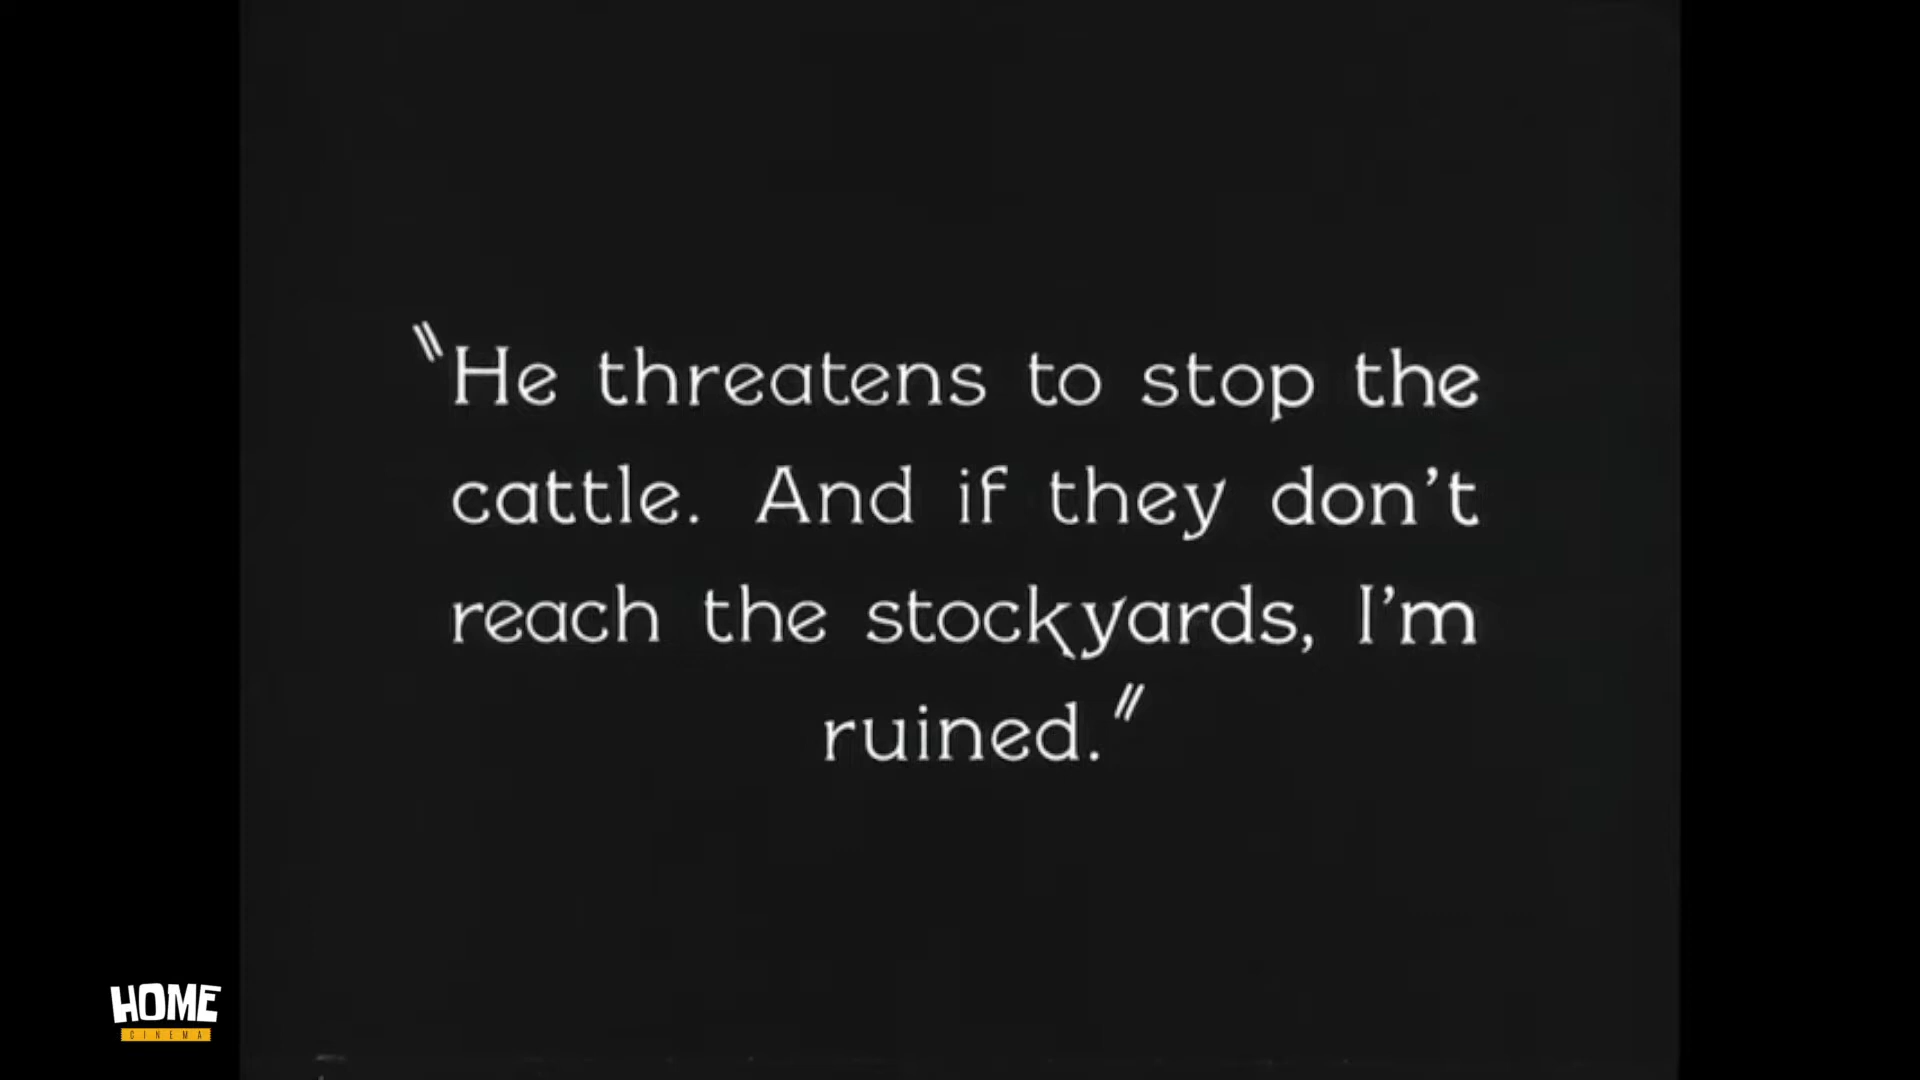 "He threatens to stop the
cattle. And if they don't
reach the stockyards, I'm
ruined."
HOME
CINEMA